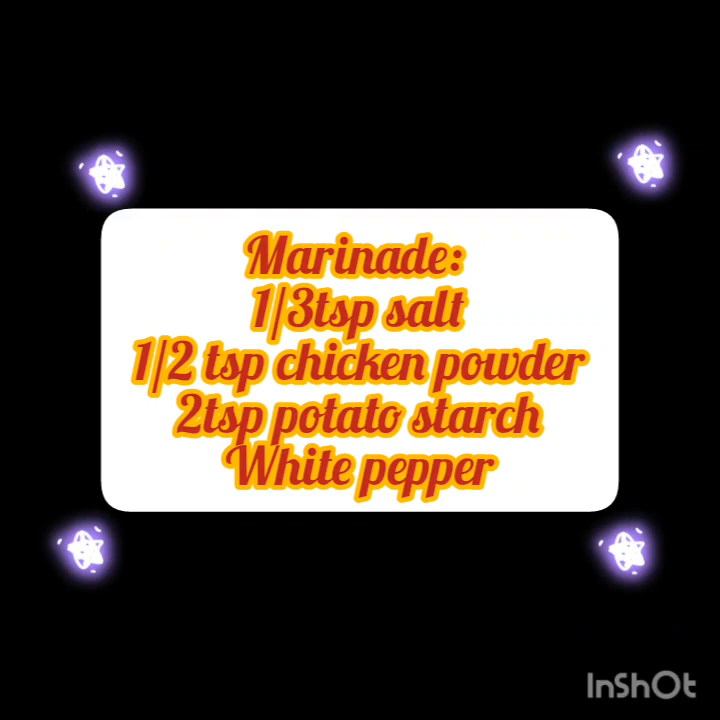 Marinade:
1/3tsp salt
1/2 tsp chicken powder
2tsp potato starch
White pepper
InShOt